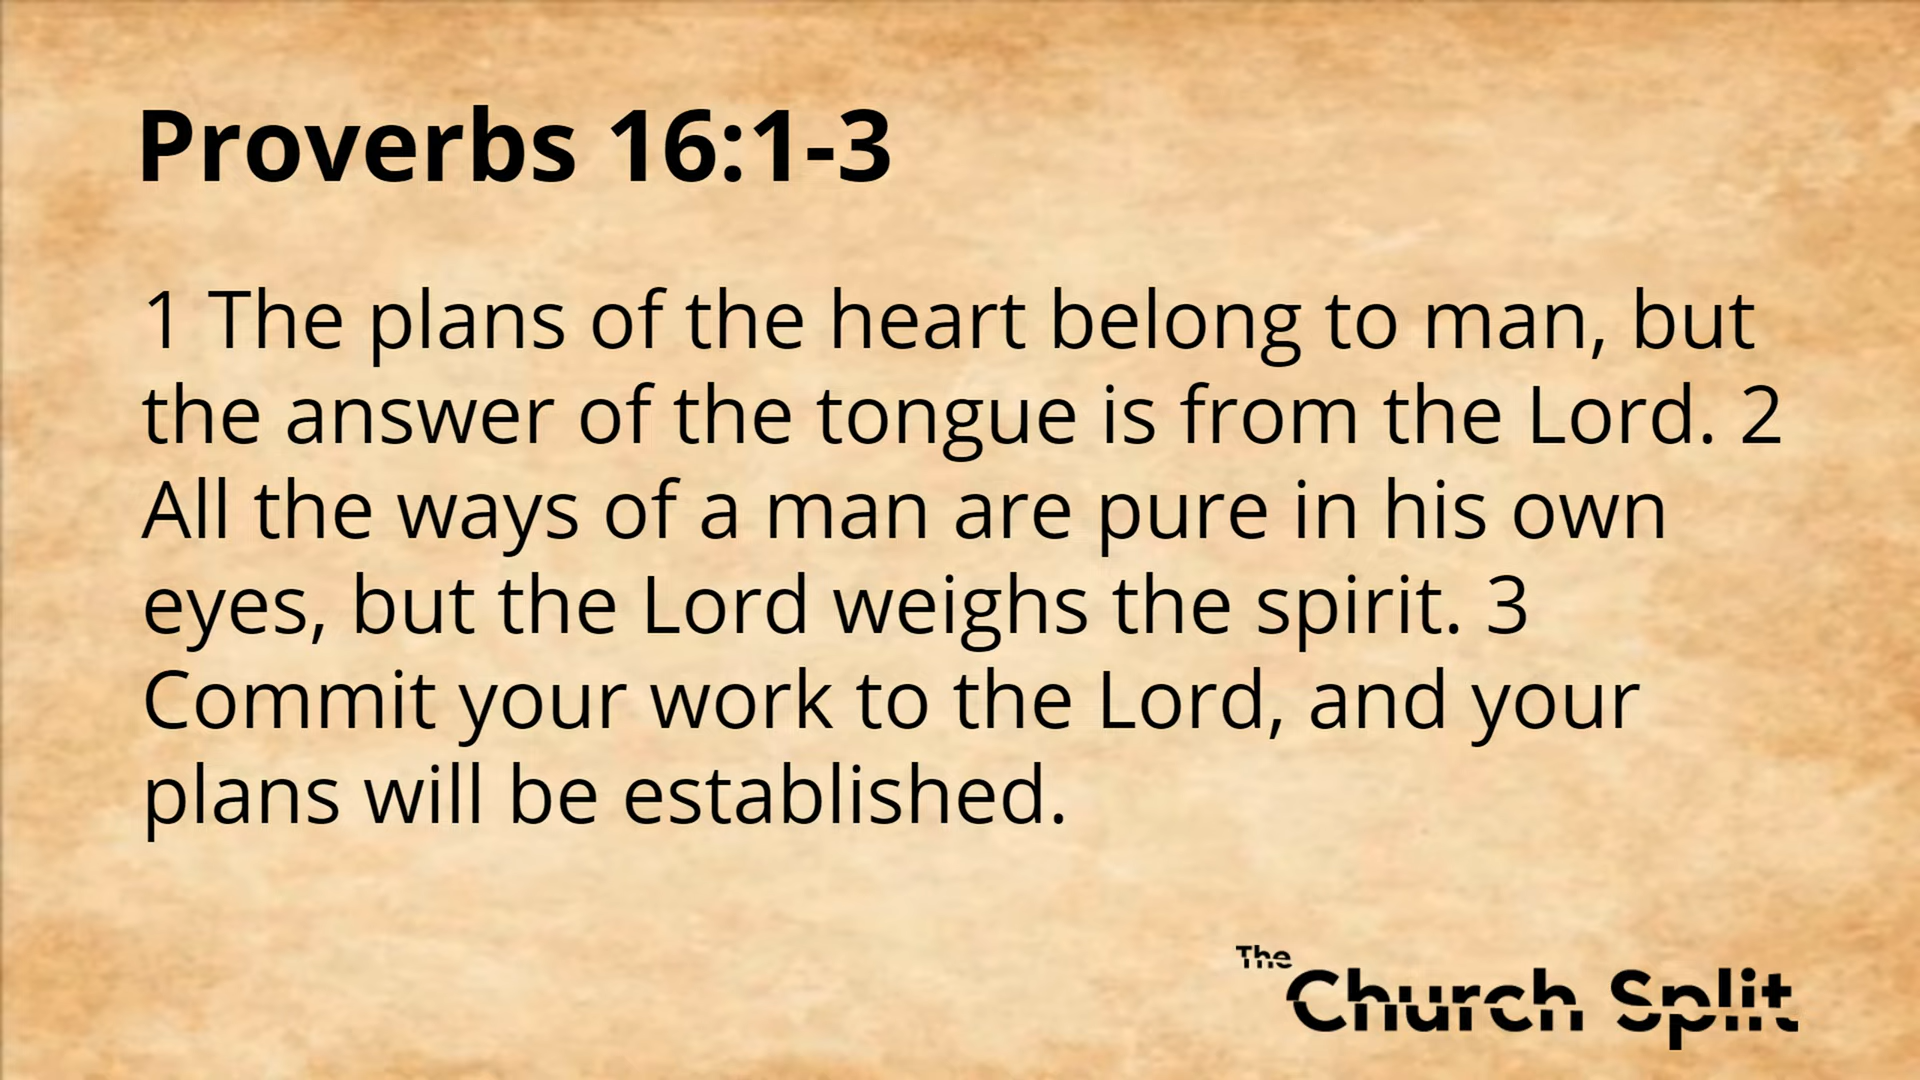 Proverbs 16:1-3
1 The plans of the heart belong to man, but
the answer of the tongue is from the Lord. 2
All the ways of a man are pure in his own
eyes, but the Lord weighs the spirit. 3
Commit your work to the Lord, and your
plans will be established.
The
Church Split